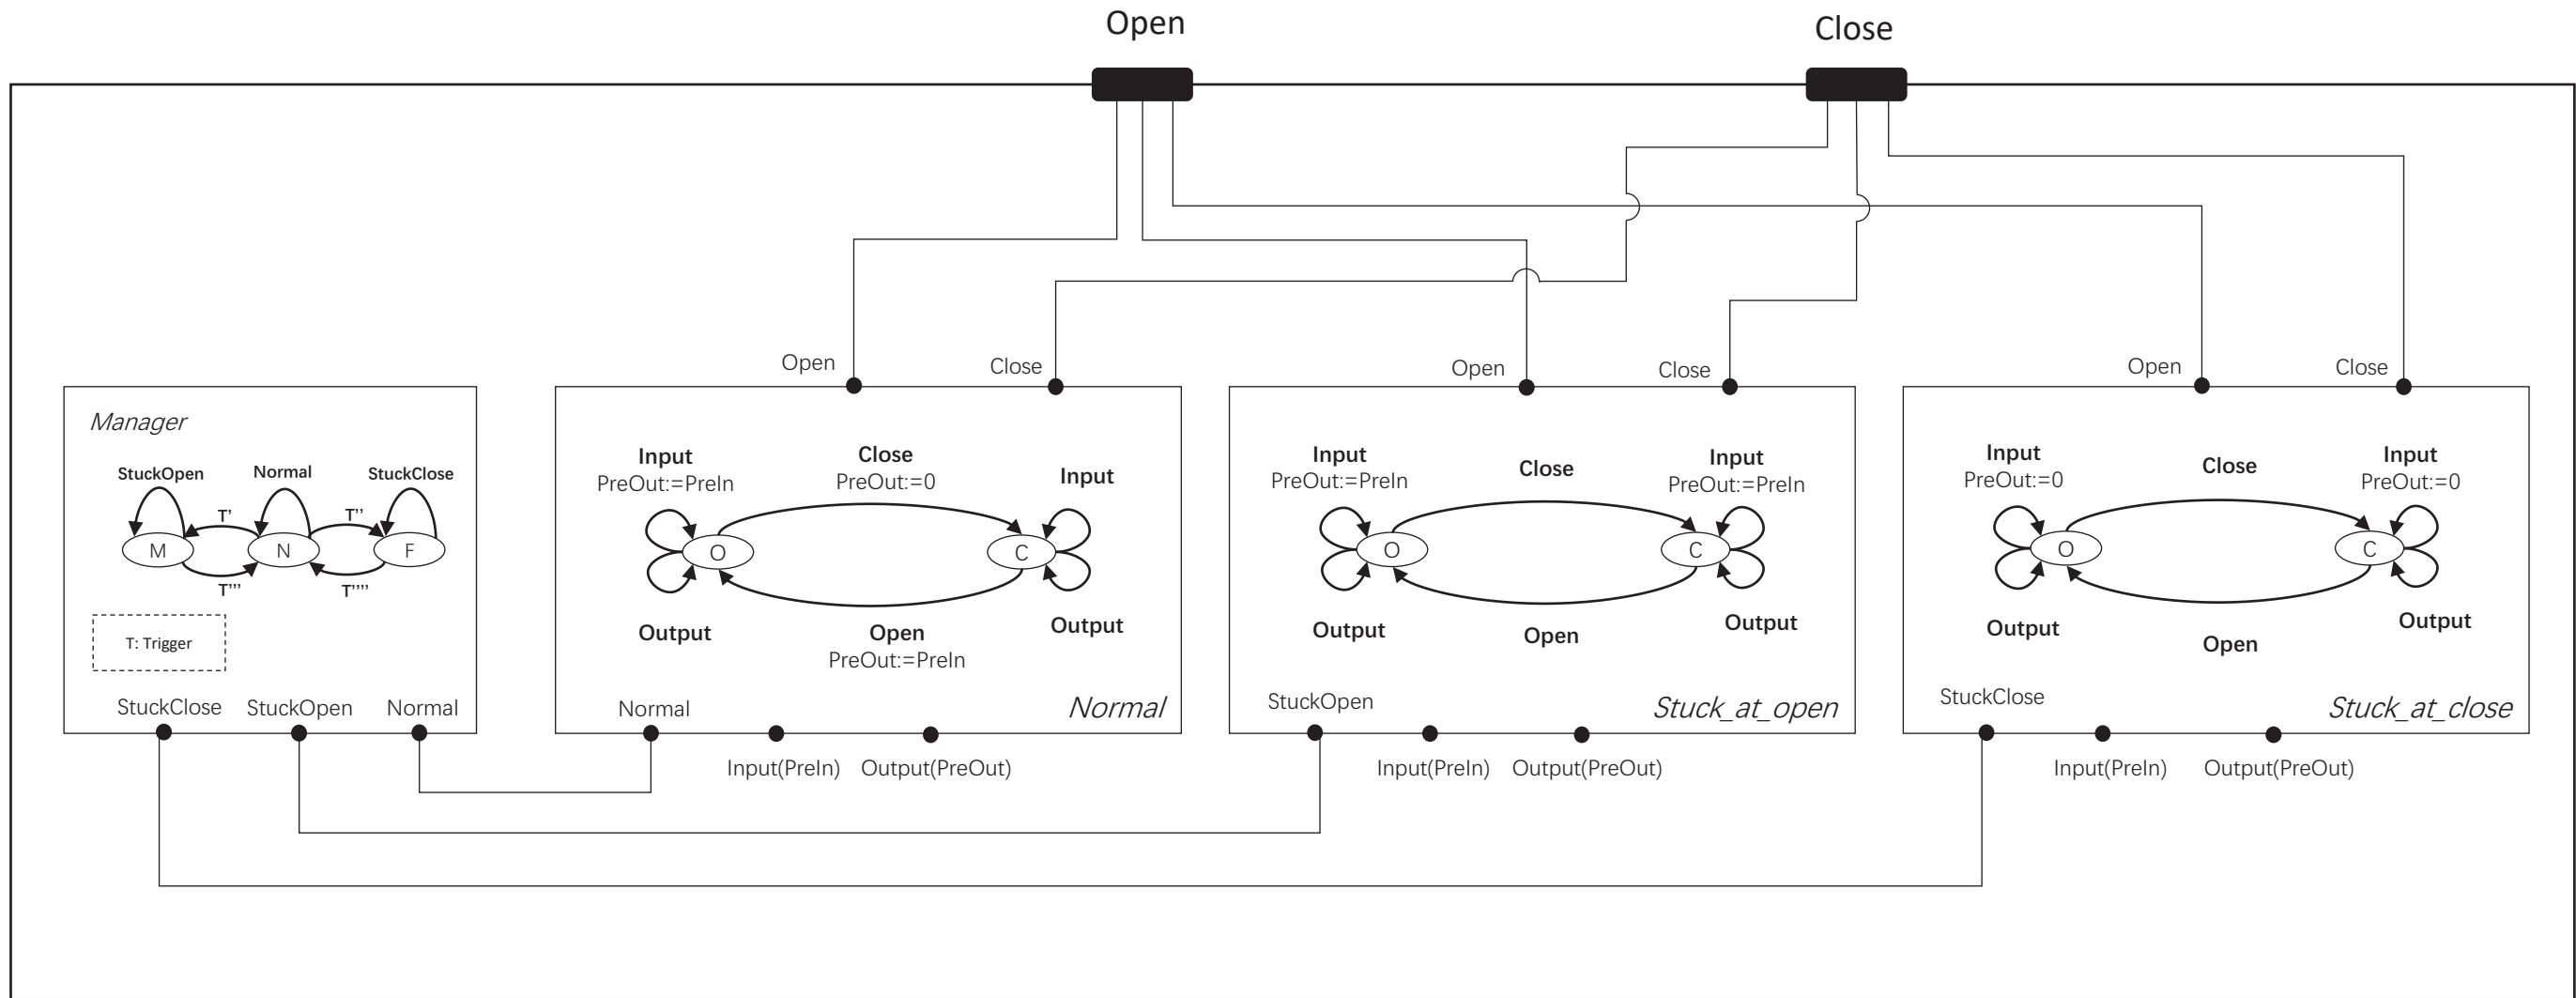 Open
Close
Open
Close
Open
Close
Open
Close
Manager
StuckOpen
Normal
StuckClose
T'
T''
M
N
F
T'''
T''''
T: Trigger
StuckClose
StuckOpen
Normal
Input
PreOut:=PreIn
Close
PreOut:=0
Input
O
C
Output
Open
PreOut:=PreIn
Output
Normal
Normal
Input(PreIn)
Output(PreOut)
Input
PreOut:=PreIn
Close
Input
PreOut:=PreIn
O
C
Output
Open
Output
StuckOpen
Stuck_at_open
Input(PreIn)
Output(PreOut)
Input
PreOut:=0
Close
Input
PreOut:=0
O
C
Output
Open
Output
StuckClose
Stuck_at_close
Input(PreIn)
Output(PreOut)